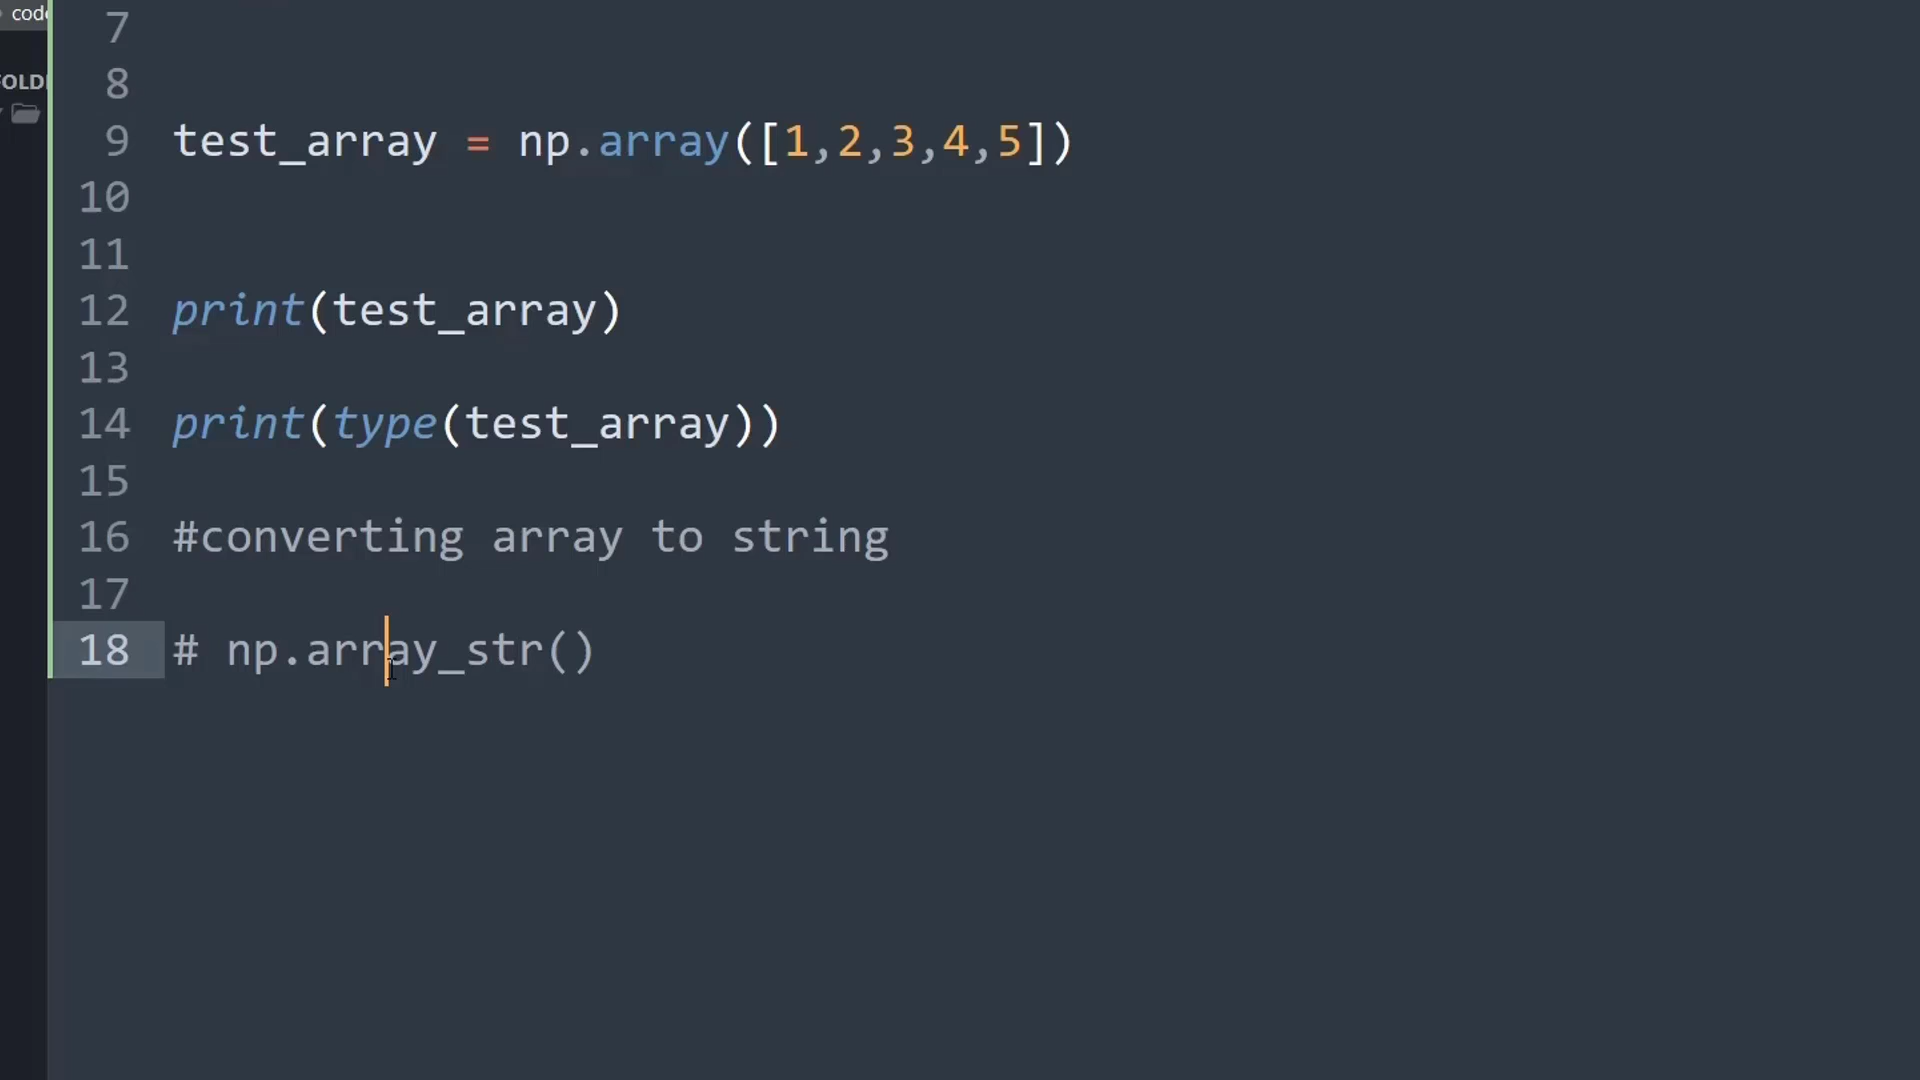 code
FOLDE
7
8
9 test_array = np.array([1,2,3,4,5])
10
11
12 print(test_array)
13
14 print(type(test_array))
15
16 #converting array to string
17
18 # np.array_str()